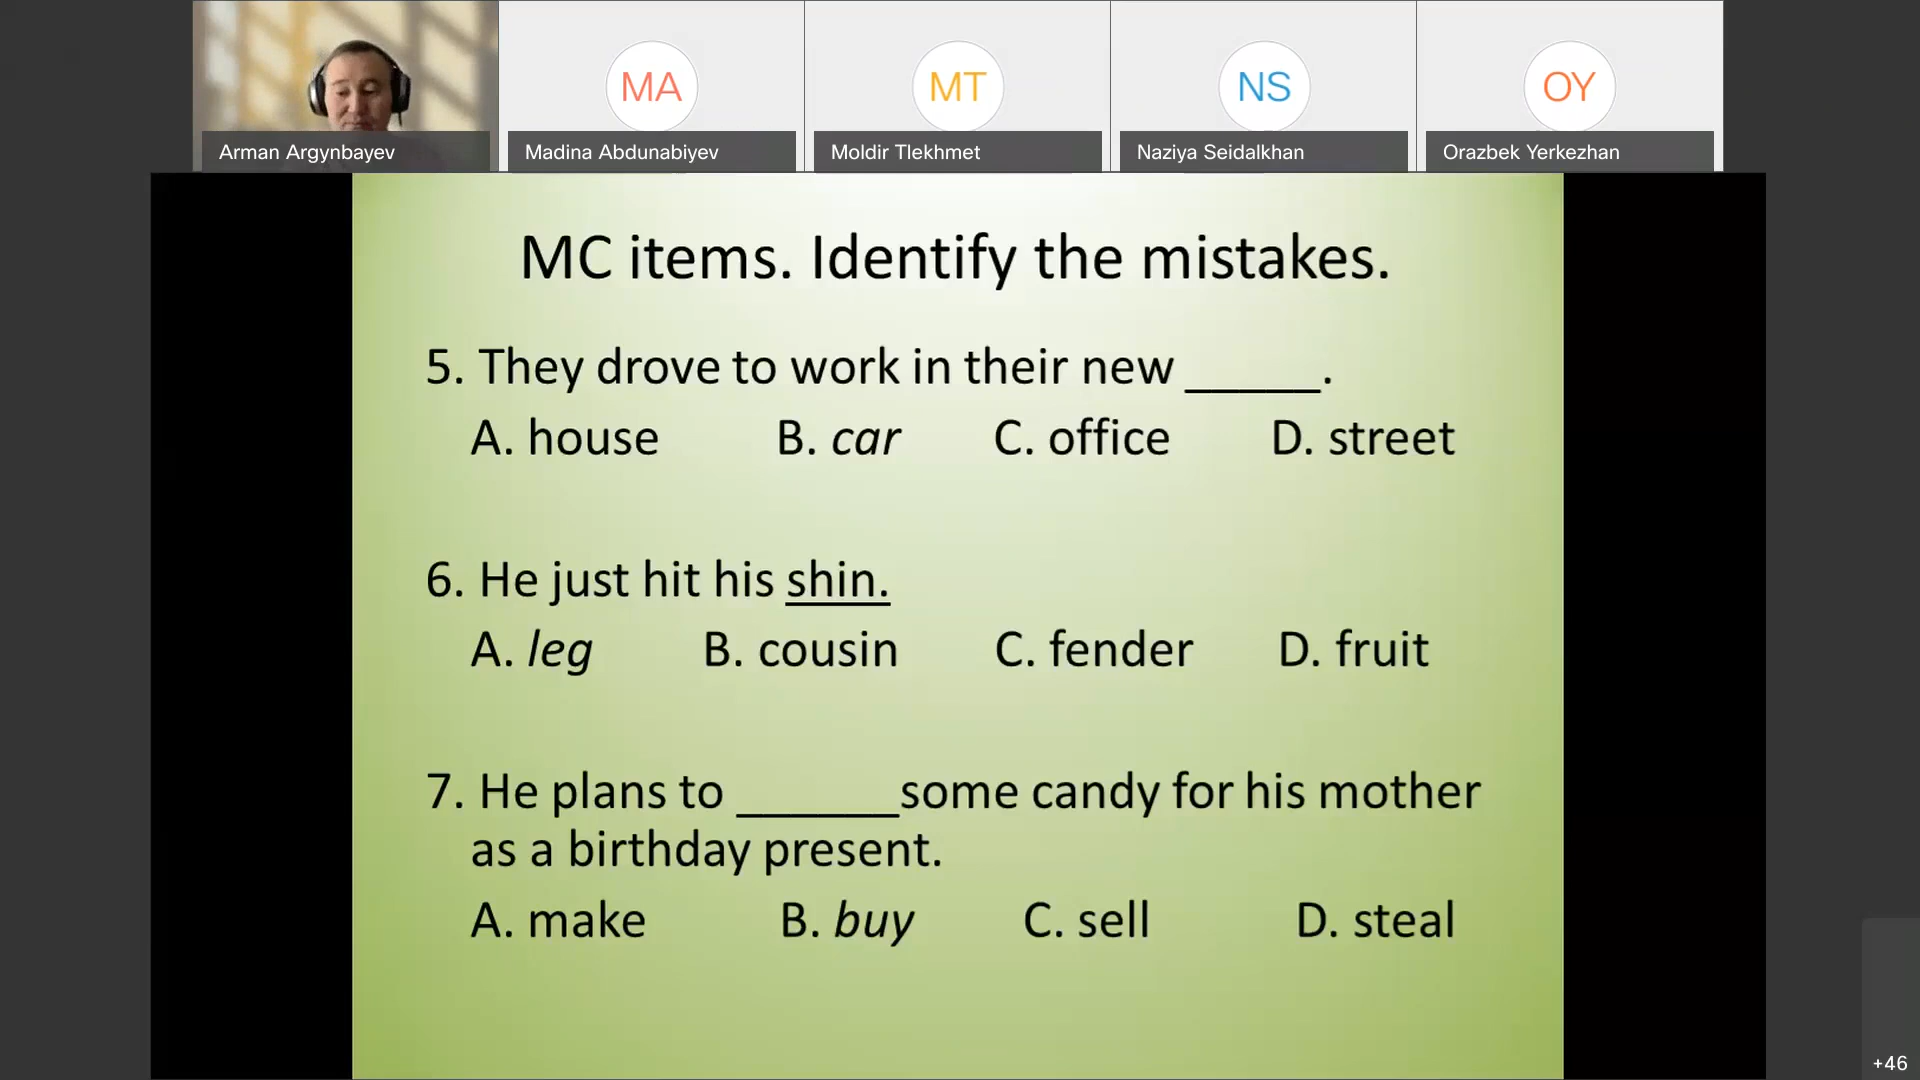 MA
MT
NS
OY
Arman Argynbayev
Madina Abdunabiyev
Moldir Tlekhmet
Naziya Seidalkhan
Orazbek Yerkezhan
MC items. Identify the mistakes.
5. They drove to work in their new _____.
A. house B. car C. office D. street
6. He just hit his shin.
A. leg B. cousin C. fender D. fruit
7. He plans to ______some candy for his mother
as a birthday present.
A. make B. buy C. sell D. steal
+46